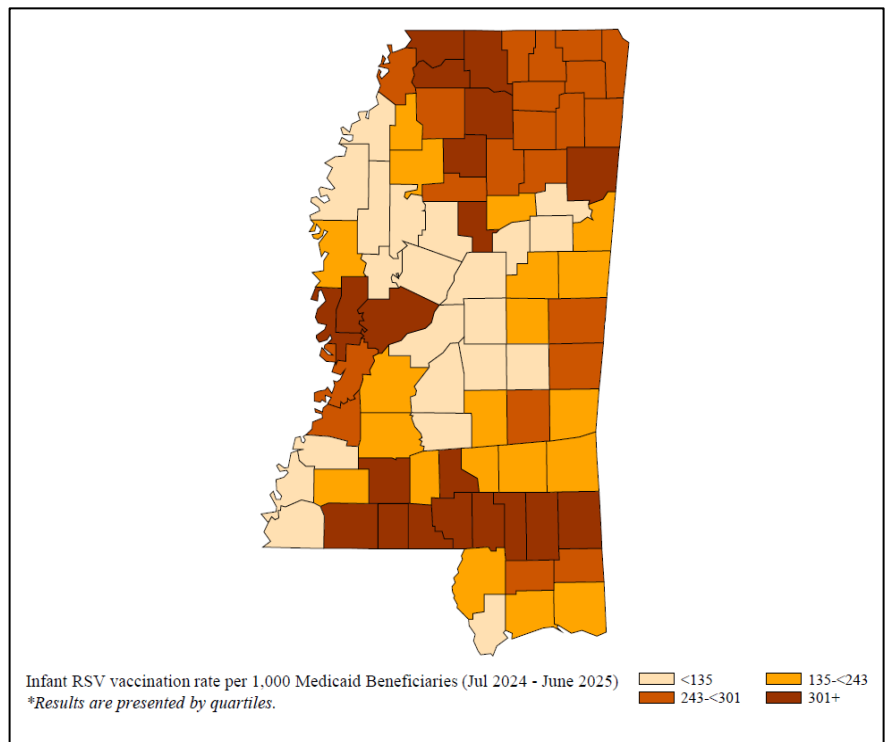 Infant RSV vaccination rate per 1,000 Medicaid Beneficiaries (Jul 2024 - June 2025)
*Results are presented by quartiles.
<135
135-<243
243-<301
301+